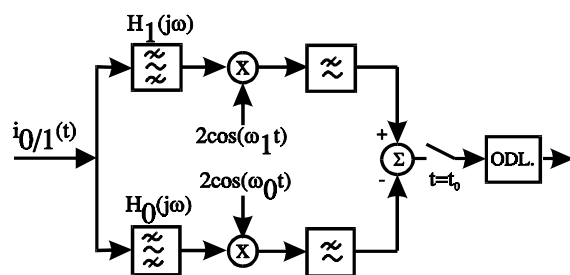 H₁(jω)
X
2cos(ω₁t)
i₀/₁(t)
+
Σ
-
t=t₀
ODL.
2cos(ω₀t)
H₀(jω)
X